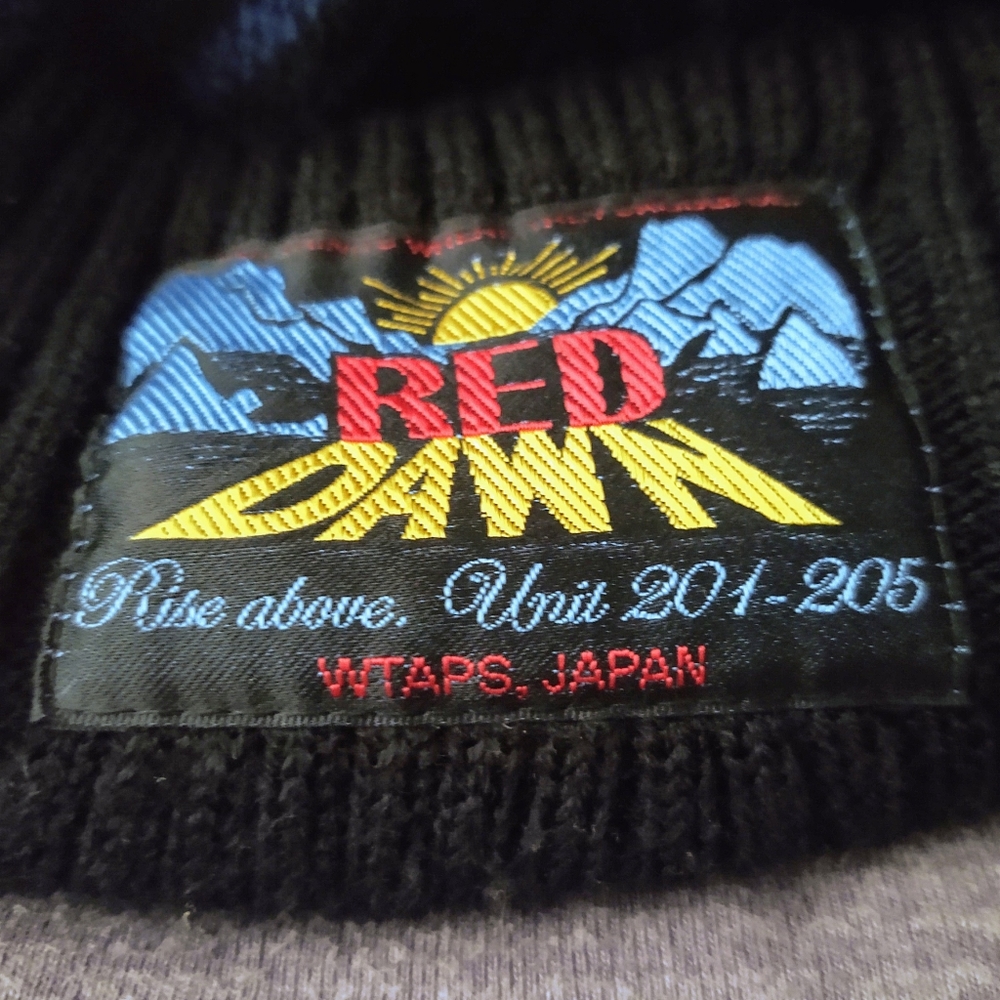 RED
DAWN
Rise above. Unit 201-205
WTAPS, JAPAN